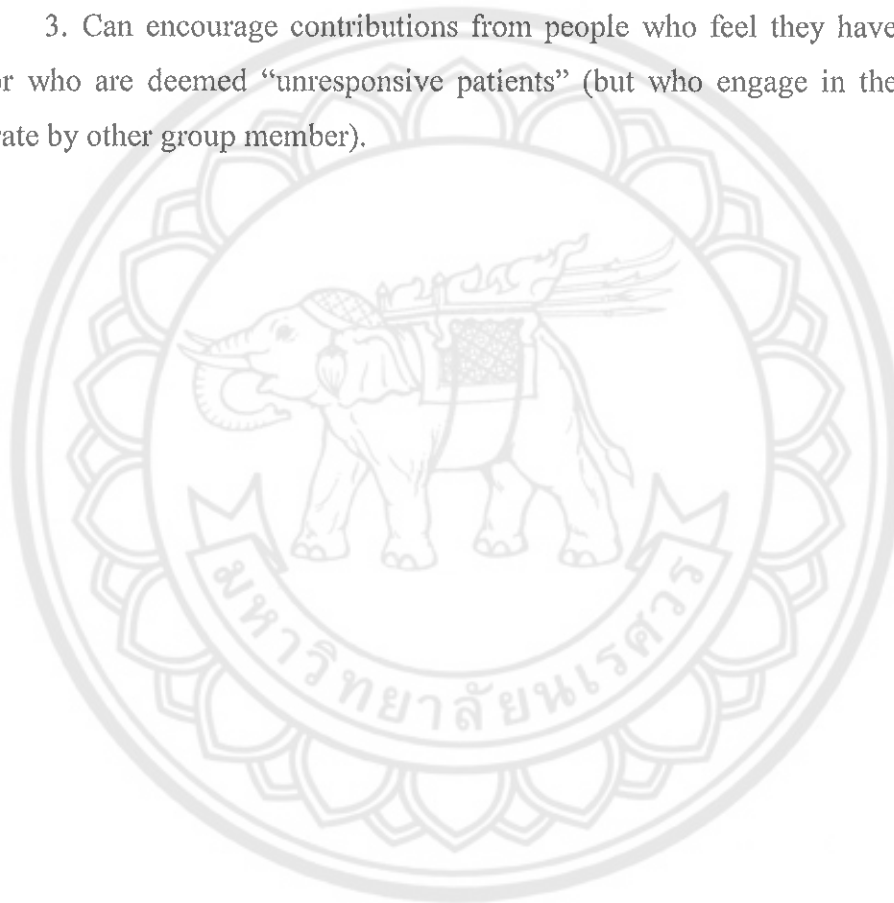 3. Can encourage contributions from people who feel they have
or who are deemed “unresponsive patients” (but who engage in the
rate by other group member).
มหาวิทยาลัยนเรศวร